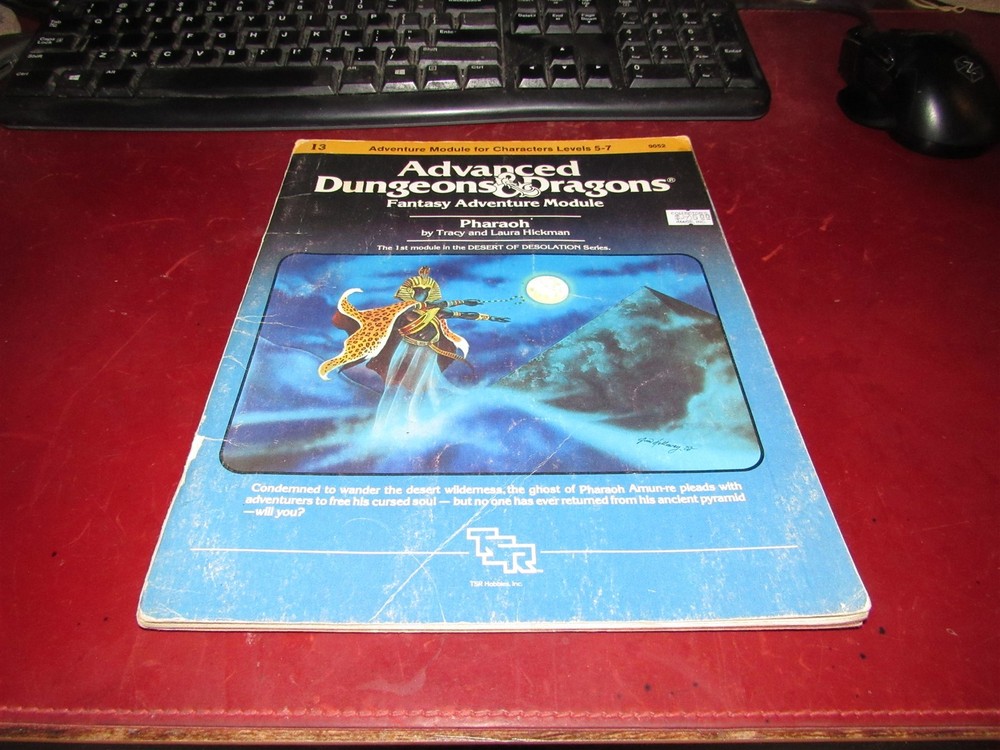 I3
Adventure Module for Characters Levels 5-7
9052
Advanced
Dungeons & Dragons®
Fantasy Adventure Module
Pharaoh
by Tracy and Laura Hickman
The 1st module in the DESERT OF DESOLATION Series.
Condemned to wander the desert wilderness, the ghost of Pharaoh Amun-re pleads with
adventurers to free his cursed soul — but no one has ever returned from his ancient pyramid
—will you?
TSR
TSR Hobbies, Inc.